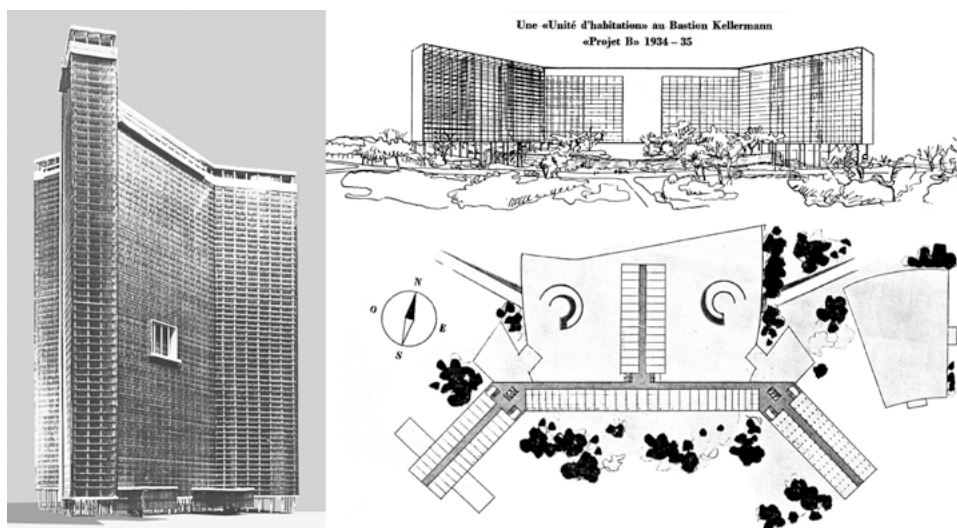 Une «Unité d'habitation» au Bastion Kellermann
«Projet B» 1934 – 35
N
O
E
S